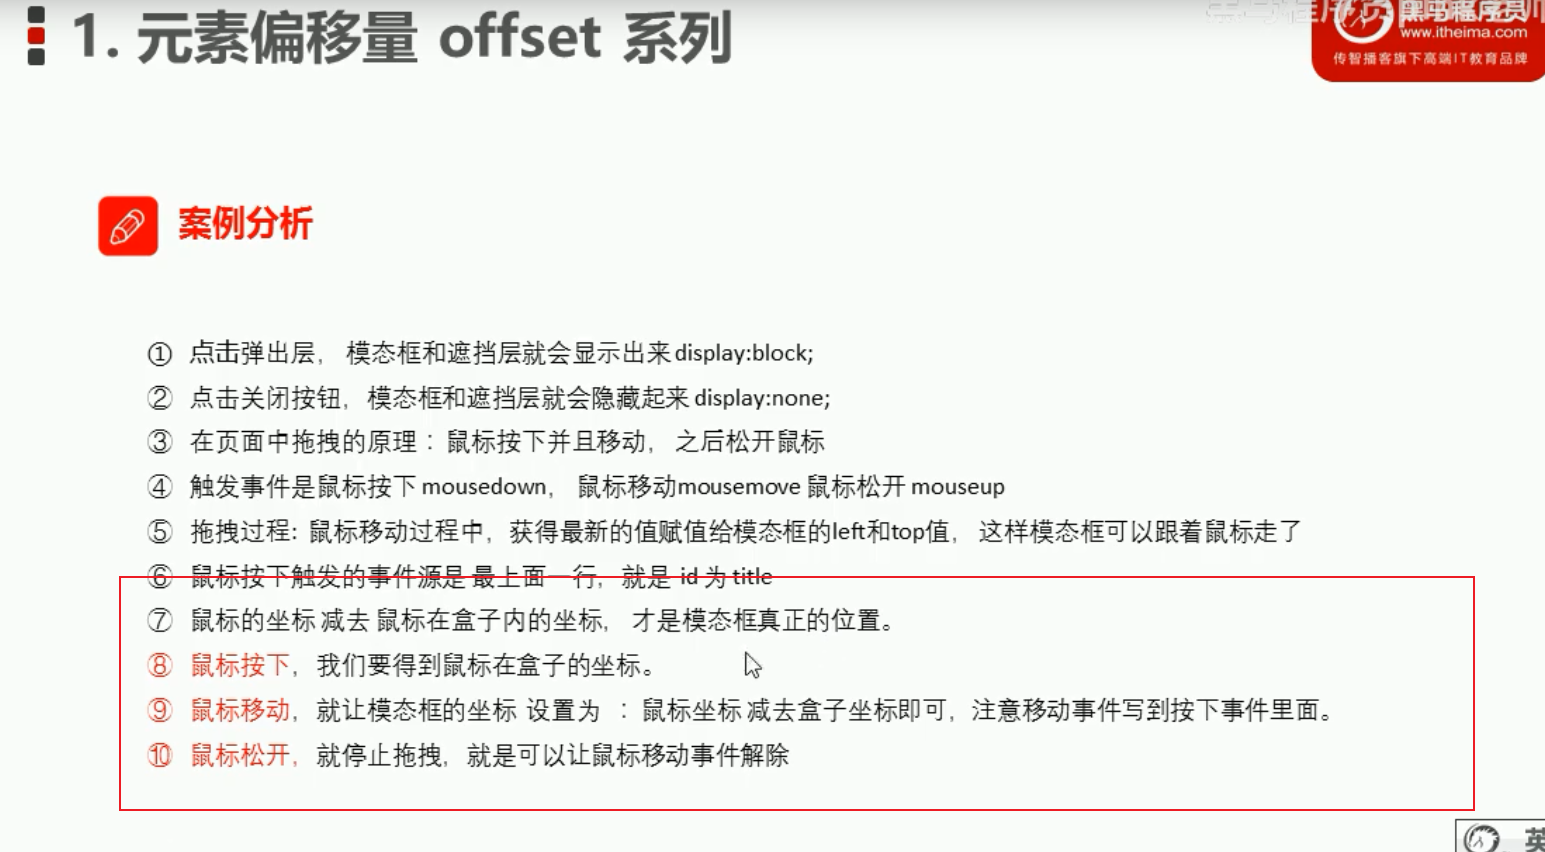 1. 元素偏移量 offset 系列
www.itheima.com
传智播客旗下高端IT教育品牌
案例分析
① 点击弹出层， 模态框和遮挡层就会显示出来 display:block;
② 点击关闭按钮，模态框和遮挡层就会隐藏起来 display:none;
③ 在页面中拖拽的原理： 鼠标按下并且移动， 之后松开鼠标
④ 触发事件是鼠标按下 mousedown， 鼠标移动mousemove 鼠标松开 mouseup
⑤ 拖拽过程: 鼠标移动过程中，获得最新的值赋值给模态框的left和top值， 这样模态框可以跟着鼠标走了
⑥ 鼠标按下触发的事件源是 最上面一行，就是 id 为 title
⑦ 鼠标的坐标 减去 鼠标在盒子内的坐标， 才是模态框真正的位置。
⑧ 鼠标按下，我们要得到鼠标在盒子的坐标。
⑨ 鼠标移动，就让模态框的坐标 设置为 ： 鼠标坐标 减去盒子坐标即可，注意移动事件写到按下事件里面。
⑩ 鼠标松开，就停止拖拽，就是可以让鼠标移动事件解除
英